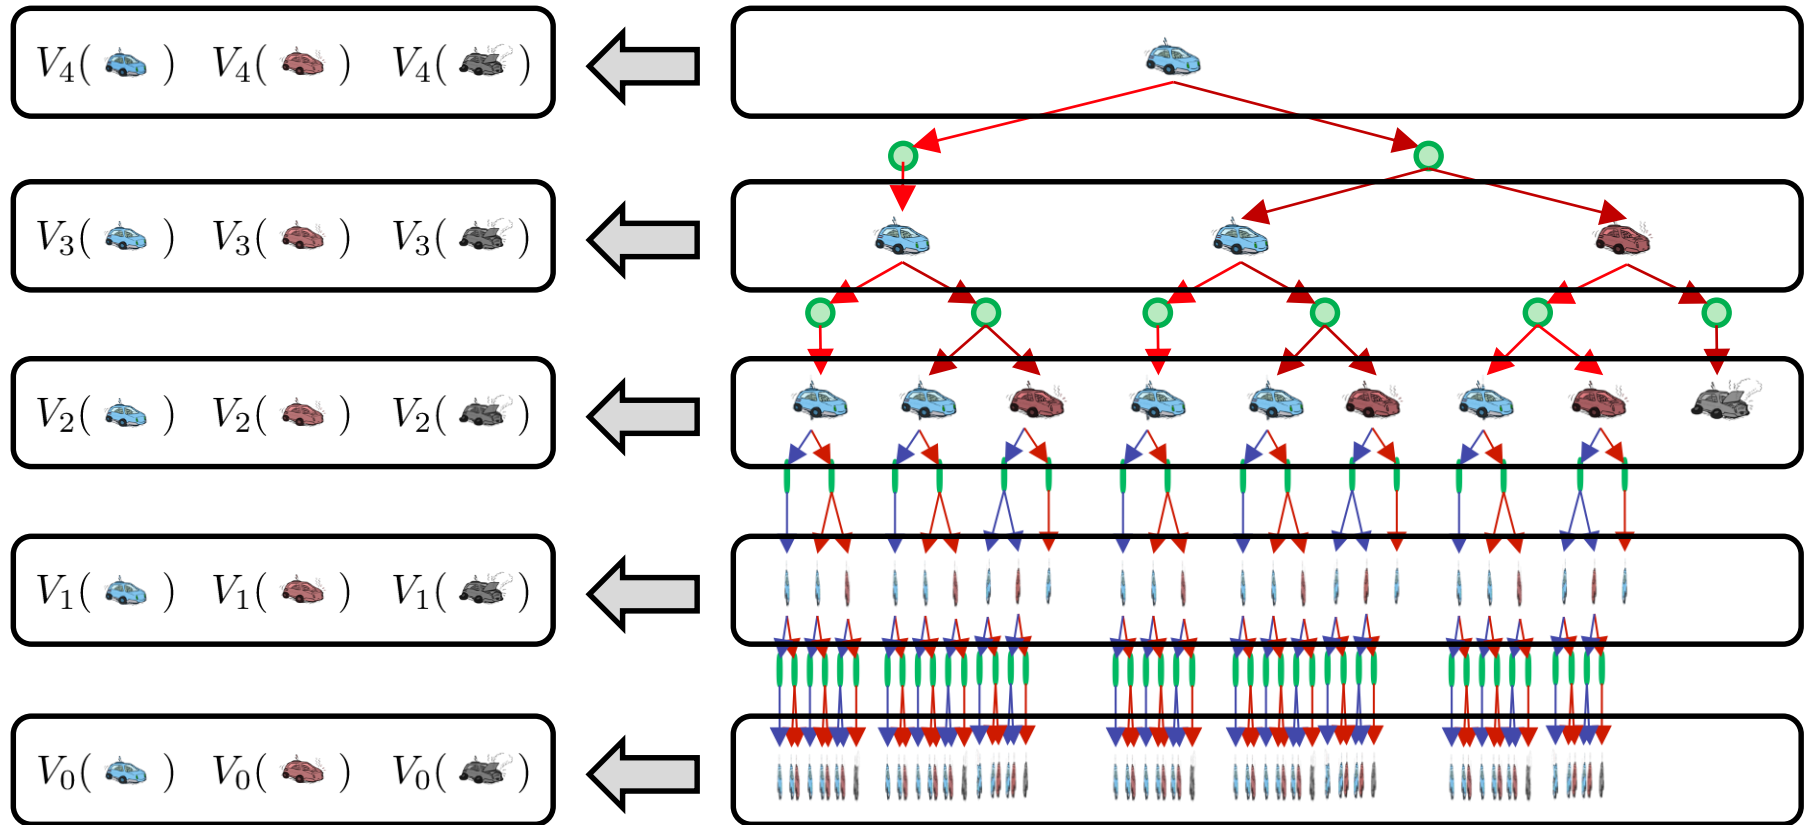 V₄( ) V₄( ) V₄( )
V₃( ) V₃( ) V₃( )
V₂( ) V₂( ) V₂( )
V₁( ) V₁( ) V₁( )
V₀( ) V₀( ) V₀( )